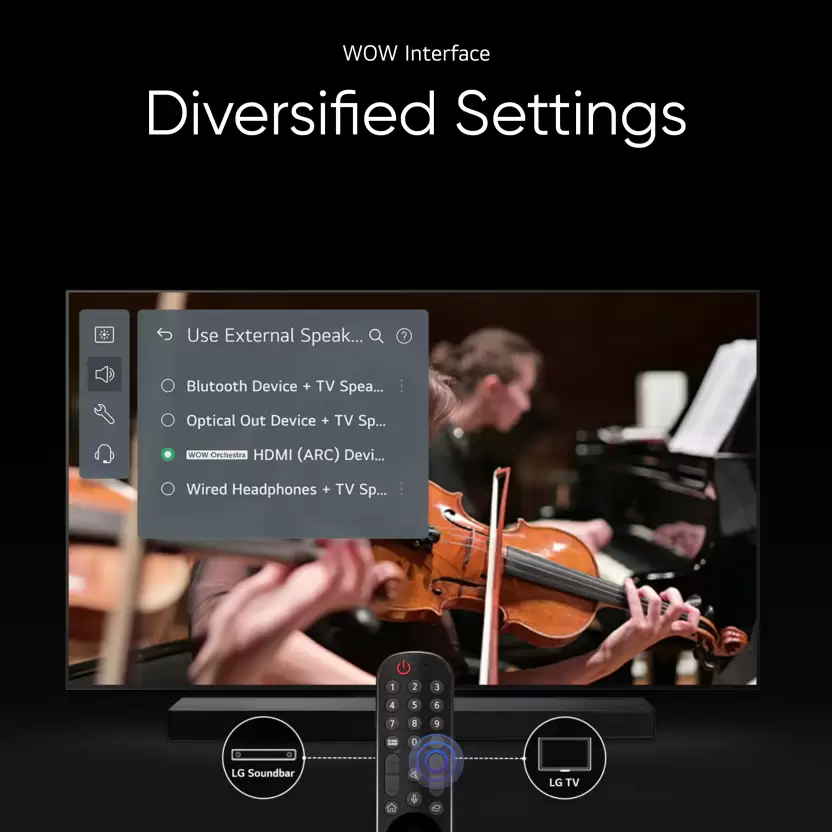 WOW Interface
Diversified Settings
Use External Speak...
Blutooth Device + TV Spea...
Optical Out Device + TV Sp...
WOW Orchestra HDMI (ARC) Devi...
Wired Headphones + TV Sp...
1 2 3
4 5 6
7 8 9
0
LG Soundbar
LG TV